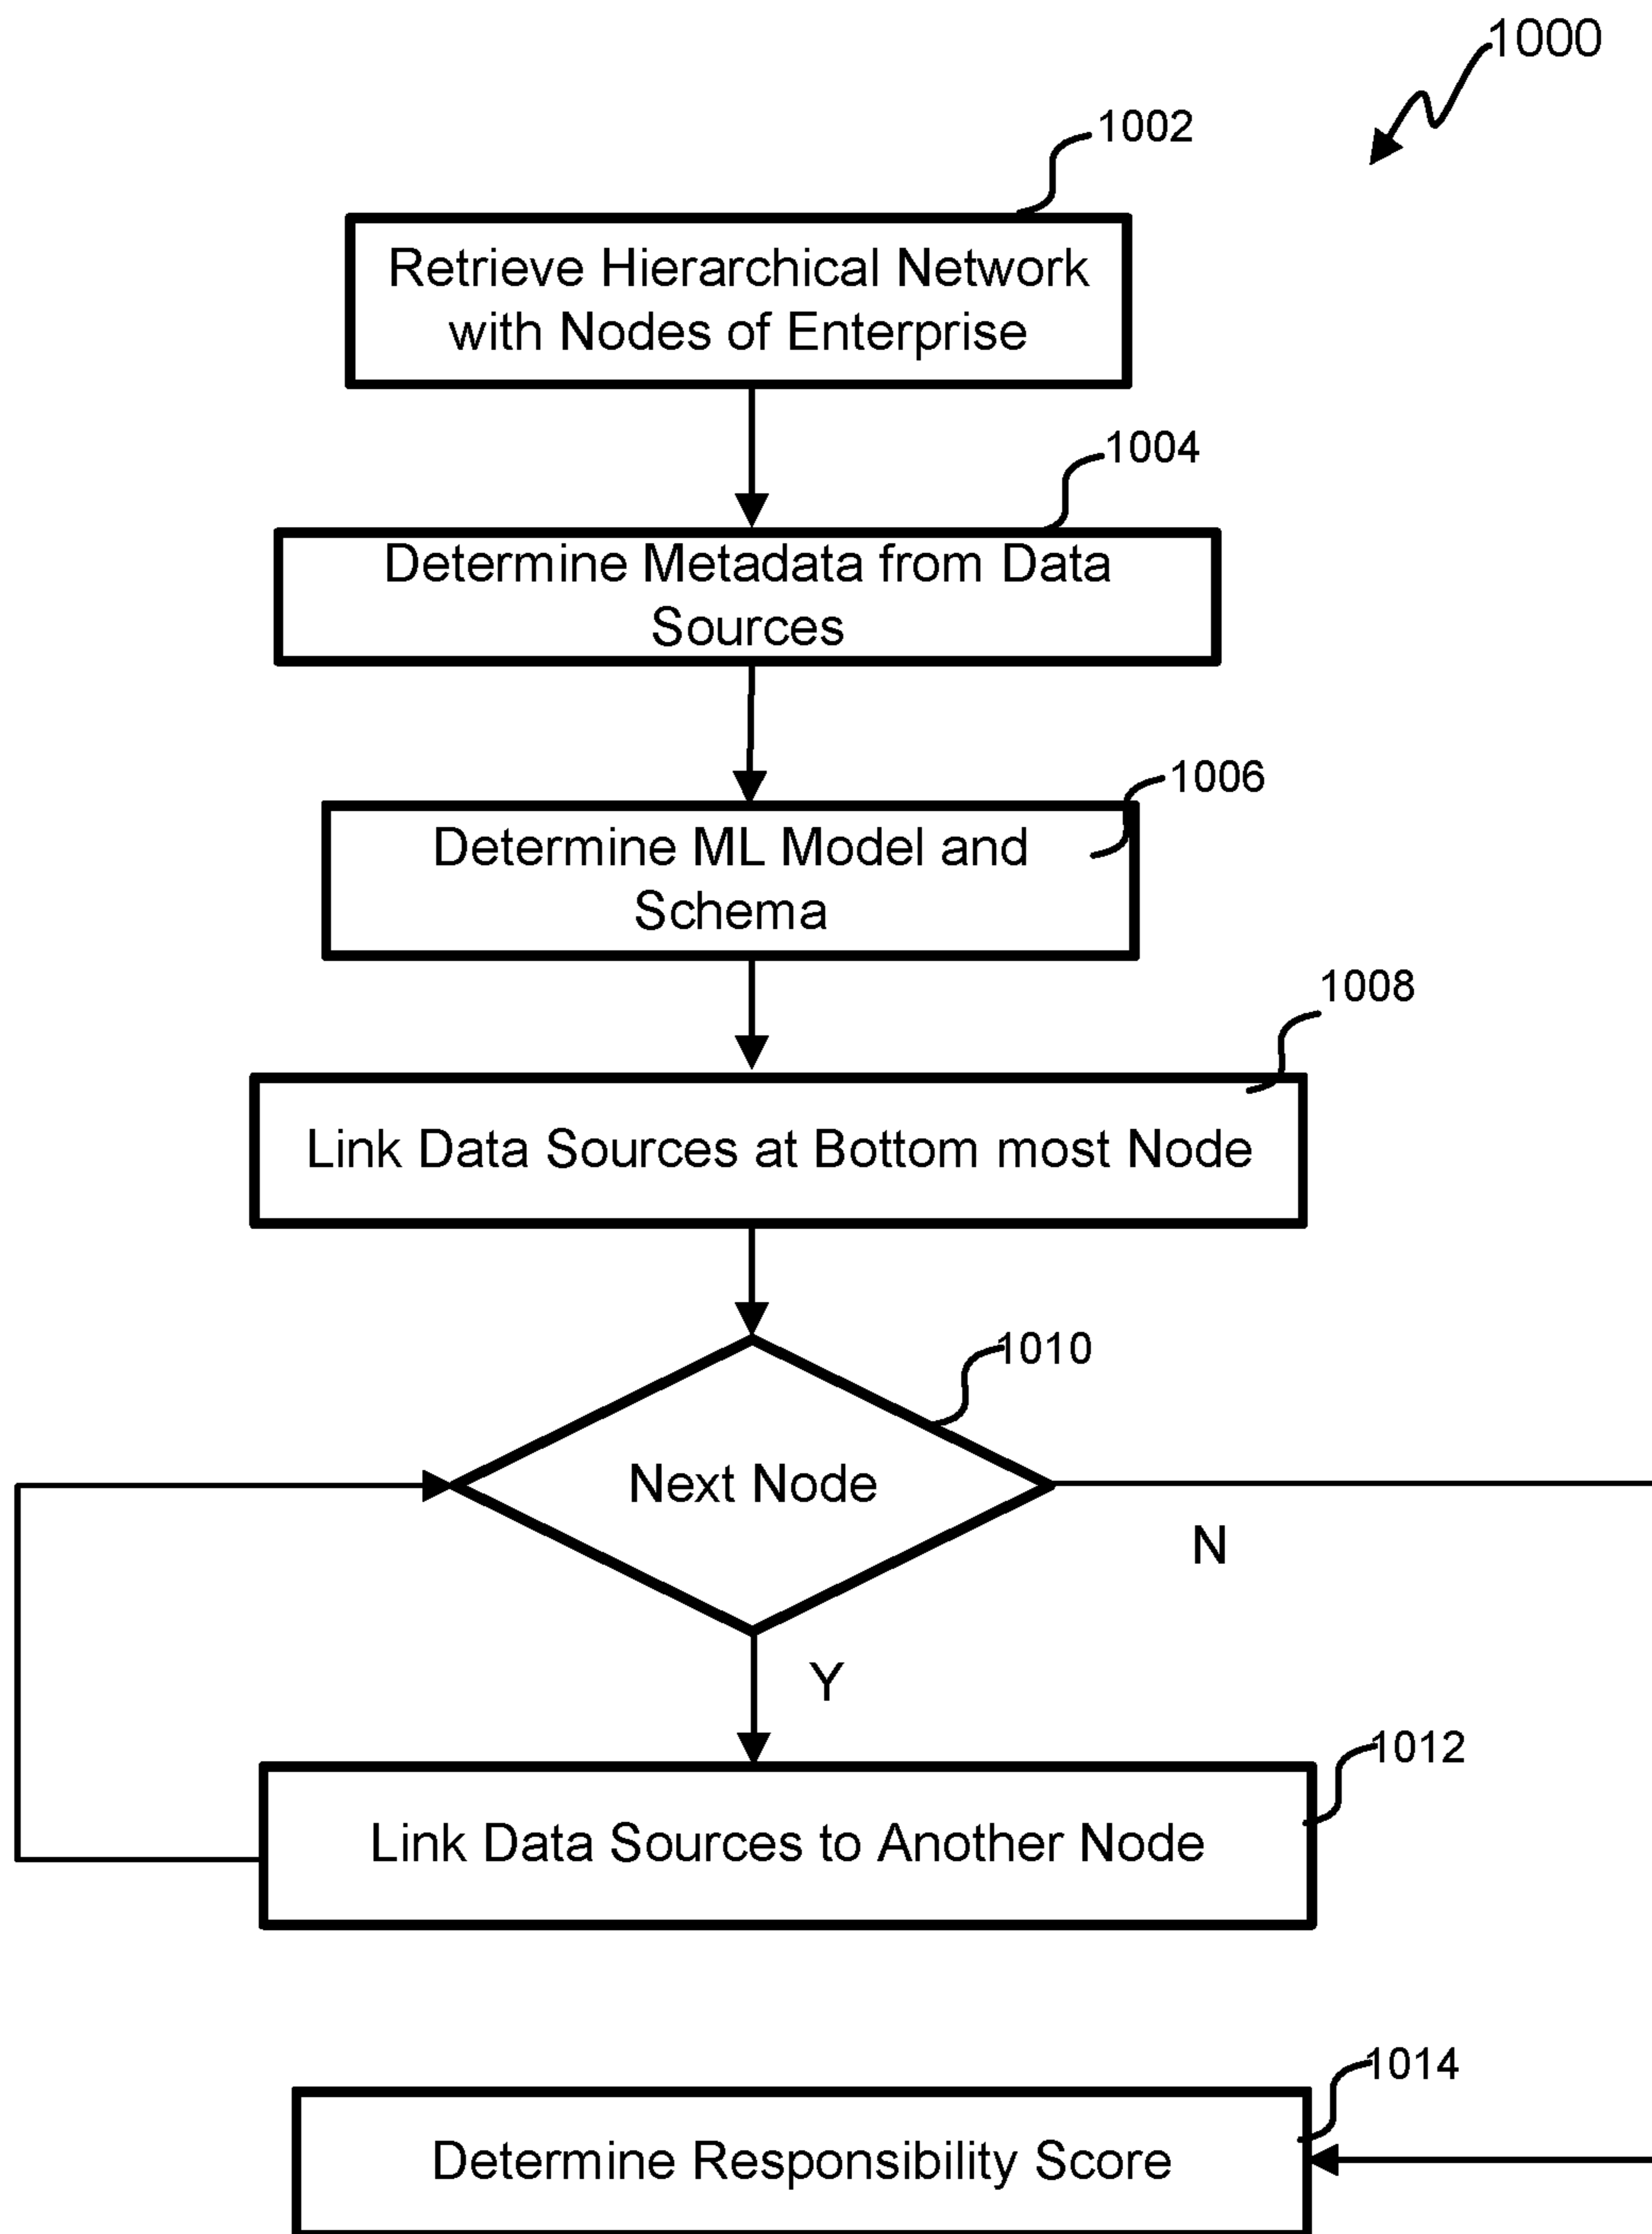 1000
1002
Retrieve Hierarchical Network
with Nodes of Enterprise
1004
Determine Metadata from Data
Sources
1006
Determine ML Model and
Schema
1008
Link Data Sources at Bottom most Node
1010
Next Node
N
Y
1012
Link Data Sources to Another Node
1014
Determine Responsibility Score